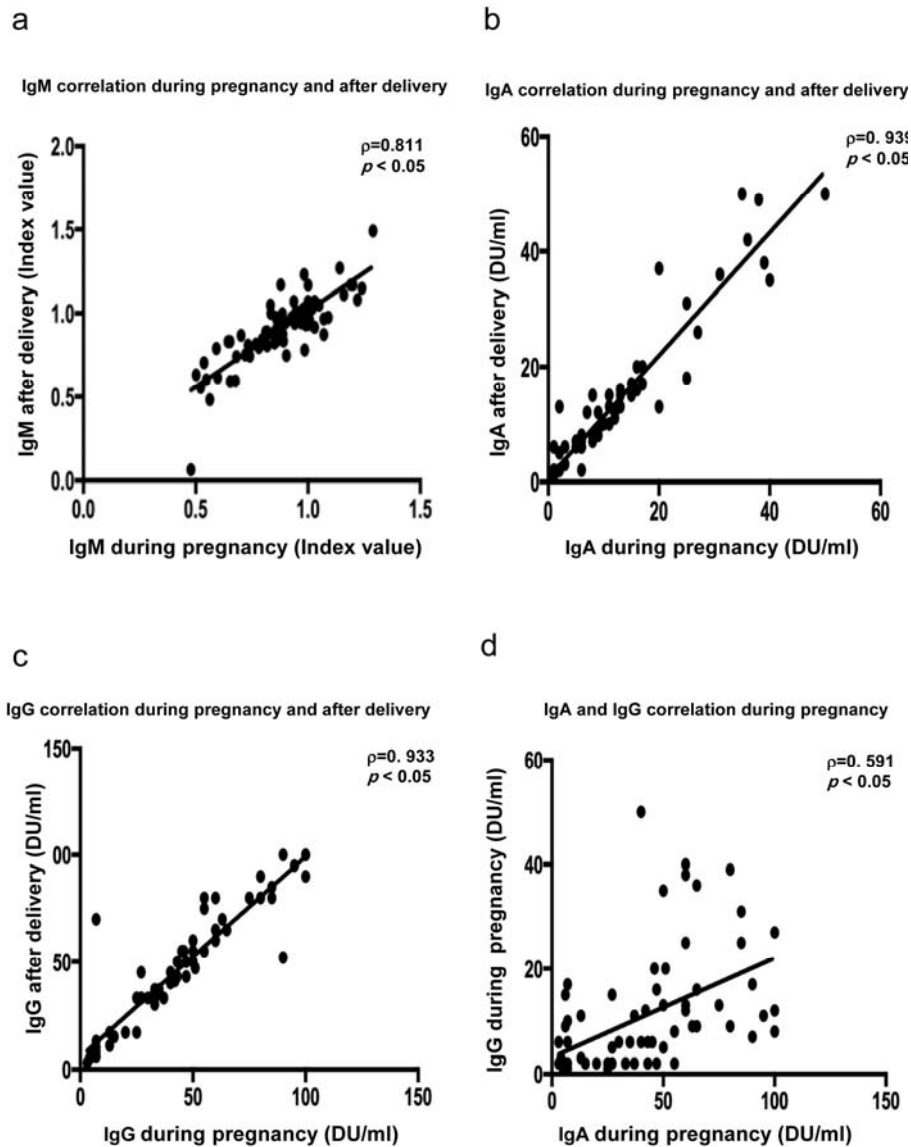 a
IgM correlation during pregnancy and after delivery
ρ=0.811
p < 0.05
IgM after delivery (Index value)
2.0
1.5
1.0
0.5
0.0
0.0 0.5 1.0 1.5
IgM during pregnancy (Index value)
b
IgA correlation during pregnancy and after delivery
ρ=0. 939
p < 0.05
IgA after delivery (DU/ml)
60
40
20
0
0 20 40 60
IgA during pregnancy (DU/ml)
c
IgG correlation during pregnancy and after delivery
ρ=0. 933
p < 0.05
IgG after delivery (DU/ml)
150
00
50
0
0 50 100 150
IgG during pregnancy (DU/ml)
d
IgA and IgG correlation during pregnancy
ρ=0. 591
p < 0.05
IgG during pregnancy (DU/ml)
60
40
20
0
0 50 100 150
IgA during pregnancy (DU/ml)